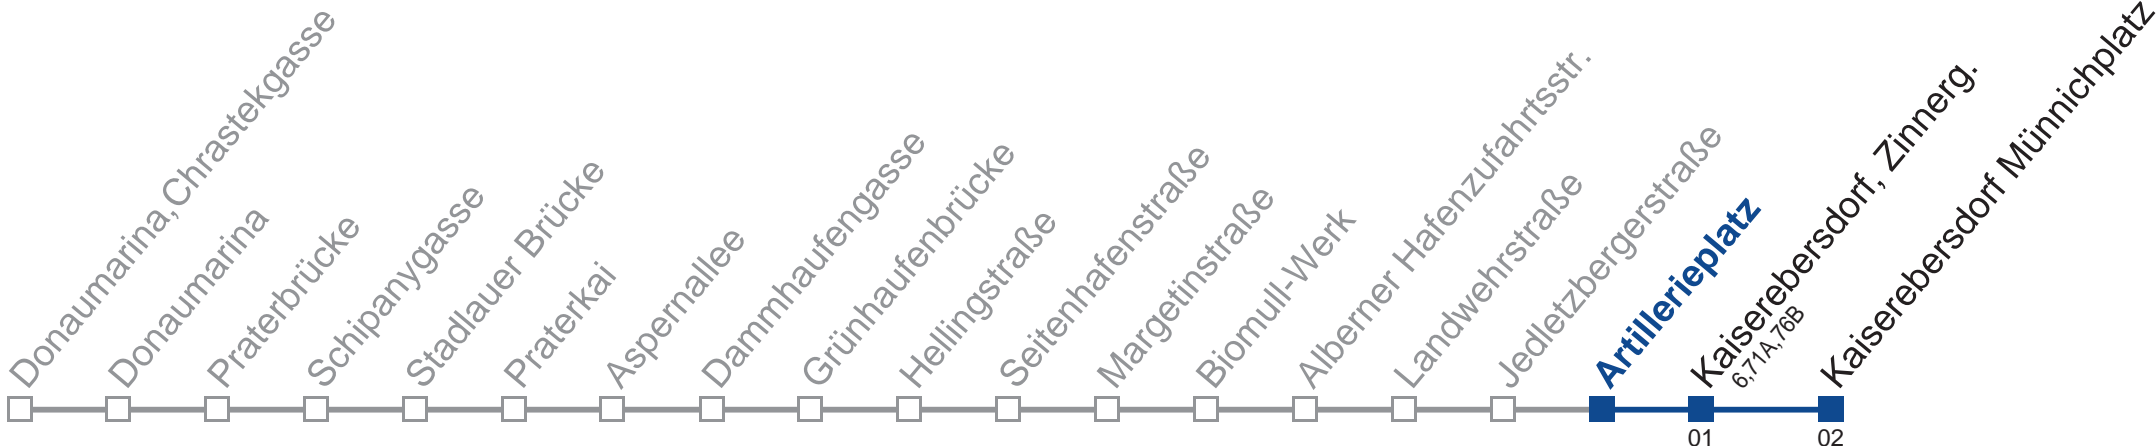 Donaumarina, Chrastekgasse
Donaumarina
Praterbrücke
Schipanygasse
Stadlauer Brücke
Praterkai
Aspernallee
Dammhaufengasse
Grünhaufenbrücke
Hellingstraße
Seitenhafenstraße
Margetinstraße
Biomull-Werk
Alberner Hafenzufahrtsstr.
Landwehrstraße
Jedletzbergerstraße
Artillerieplatz
Kaiserebersdorf, Zinnerg.
6,71A,76B
Kaiserebersdorf Münnichplatz
01
02